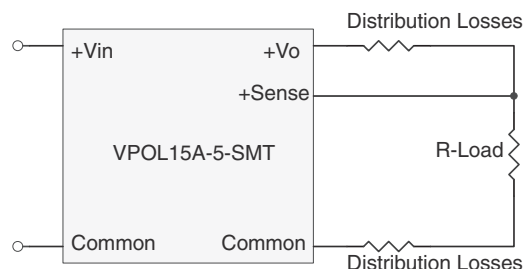 Distribution Losses
+Vin
+Vo
+Sense
VPOL15A-5-SMT
R-Load
Common
Common
Distribution Losses